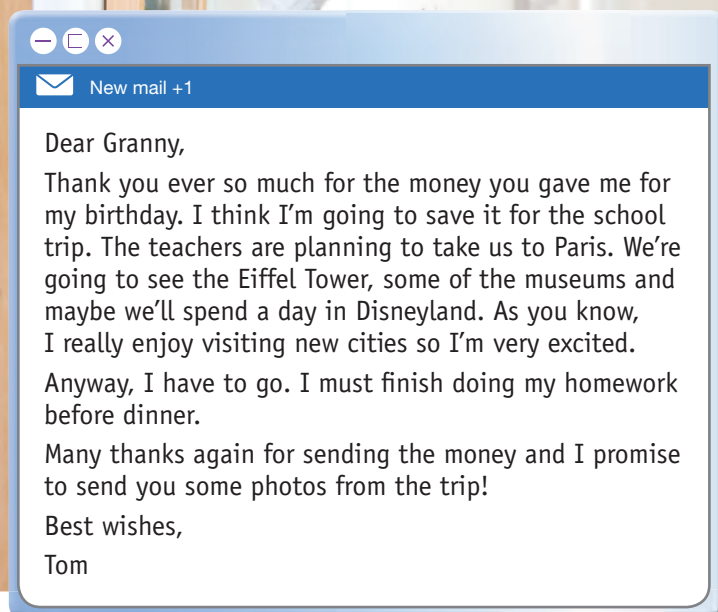 New mail +1
Dear Granny,
Thank you ever so much for the money you gave me for
my birthday. I think I'm going to save it for the school
trip. The teachers are planning to take us to Paris. We're
going to see the Eiffel Tower, some of the museums and
maybe we'll spend a day in Disneyland. As you know,
I really enjoy visiting new cities so I'm very excited.
Anyway, I have to go. I must finish doing my homework
before dinner.
Many thanks again for sending the money and I promise
to send you some photos from the trip!
Best wishes,
Tom